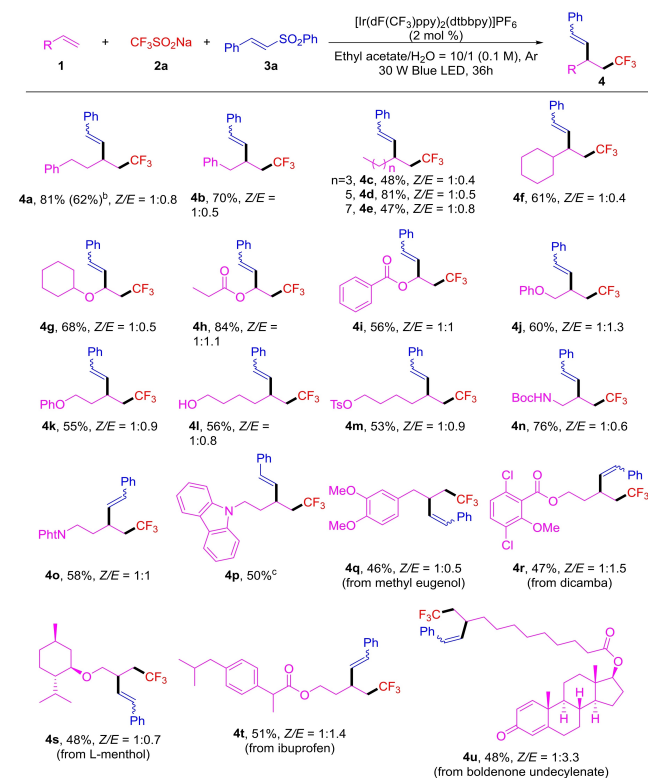 Ph
[Ir(dF(CF3)ppy)2(dtbbpy)]PF6
(2 mol %)
R + CF3SO2Na + Ph SO2Ph
Ethyl acetate/H2O = 10/1 (0.1 M), Ar
30 W Blue LED, 36h
R CF3
1 2a 3a 4
Ph Ph Ph Ph
Ph CF3 Ph CF3 ( )n CF3 CF3
4a, 81% (62%)b, Z/E = 1:0.8
4b, 70%, Z/E =
1:0.5
n=3, 4c, 48%, Z/E = 1:0.4
5, 4d, 81%, Z/E = 1:0.5
7, 4e, 47%, Z/E = 1:0.8
4f, 61%, Z/E = 1:0.4
Ph Ph Ph Ph
O CF3 O O CF3 O O CF3 PhO CF3
4g, 68%, Z/E = 1:0.5
4h, 84%, Z/E =
1:1.1
4i, 56%, Z/E = 1:1
4j, 60%, Z/E = 1:1.3
Ph Ph Ph Ph
PhO CF3 HO CF3 TsO CF3 BocHN CF3
4k, 55%, Z/E = 1:0.9
4l, 56%, Z/E =
1:0.8
4m, 53%, Z/E = 1:0.9
4n, 76%, Z/E = 1:0.6
Ph Ph
PhtN CF3 N CF3 MeO MeO CF3 Ph Cl O O OMe Cl Ph CF3
4o, 58%, Z/E = 1:1
4p, 50%c
4q, 46%, Z/E = 1:0.5
(from methyl eugenol)
4r, 47%, Z/E = 1:1.5
(from dicamba)
O CF3 Ph
O O Ph CF3
F3C Ph O O H H H O
4s, 48%, Z/E = 1:0.7
(from L-menthol)
4t, 51%, Z/E = 1:1.4
(from ibuprofen)
4u, 48%, Z/E = 1:3.3
(from boldenone undecylenate)